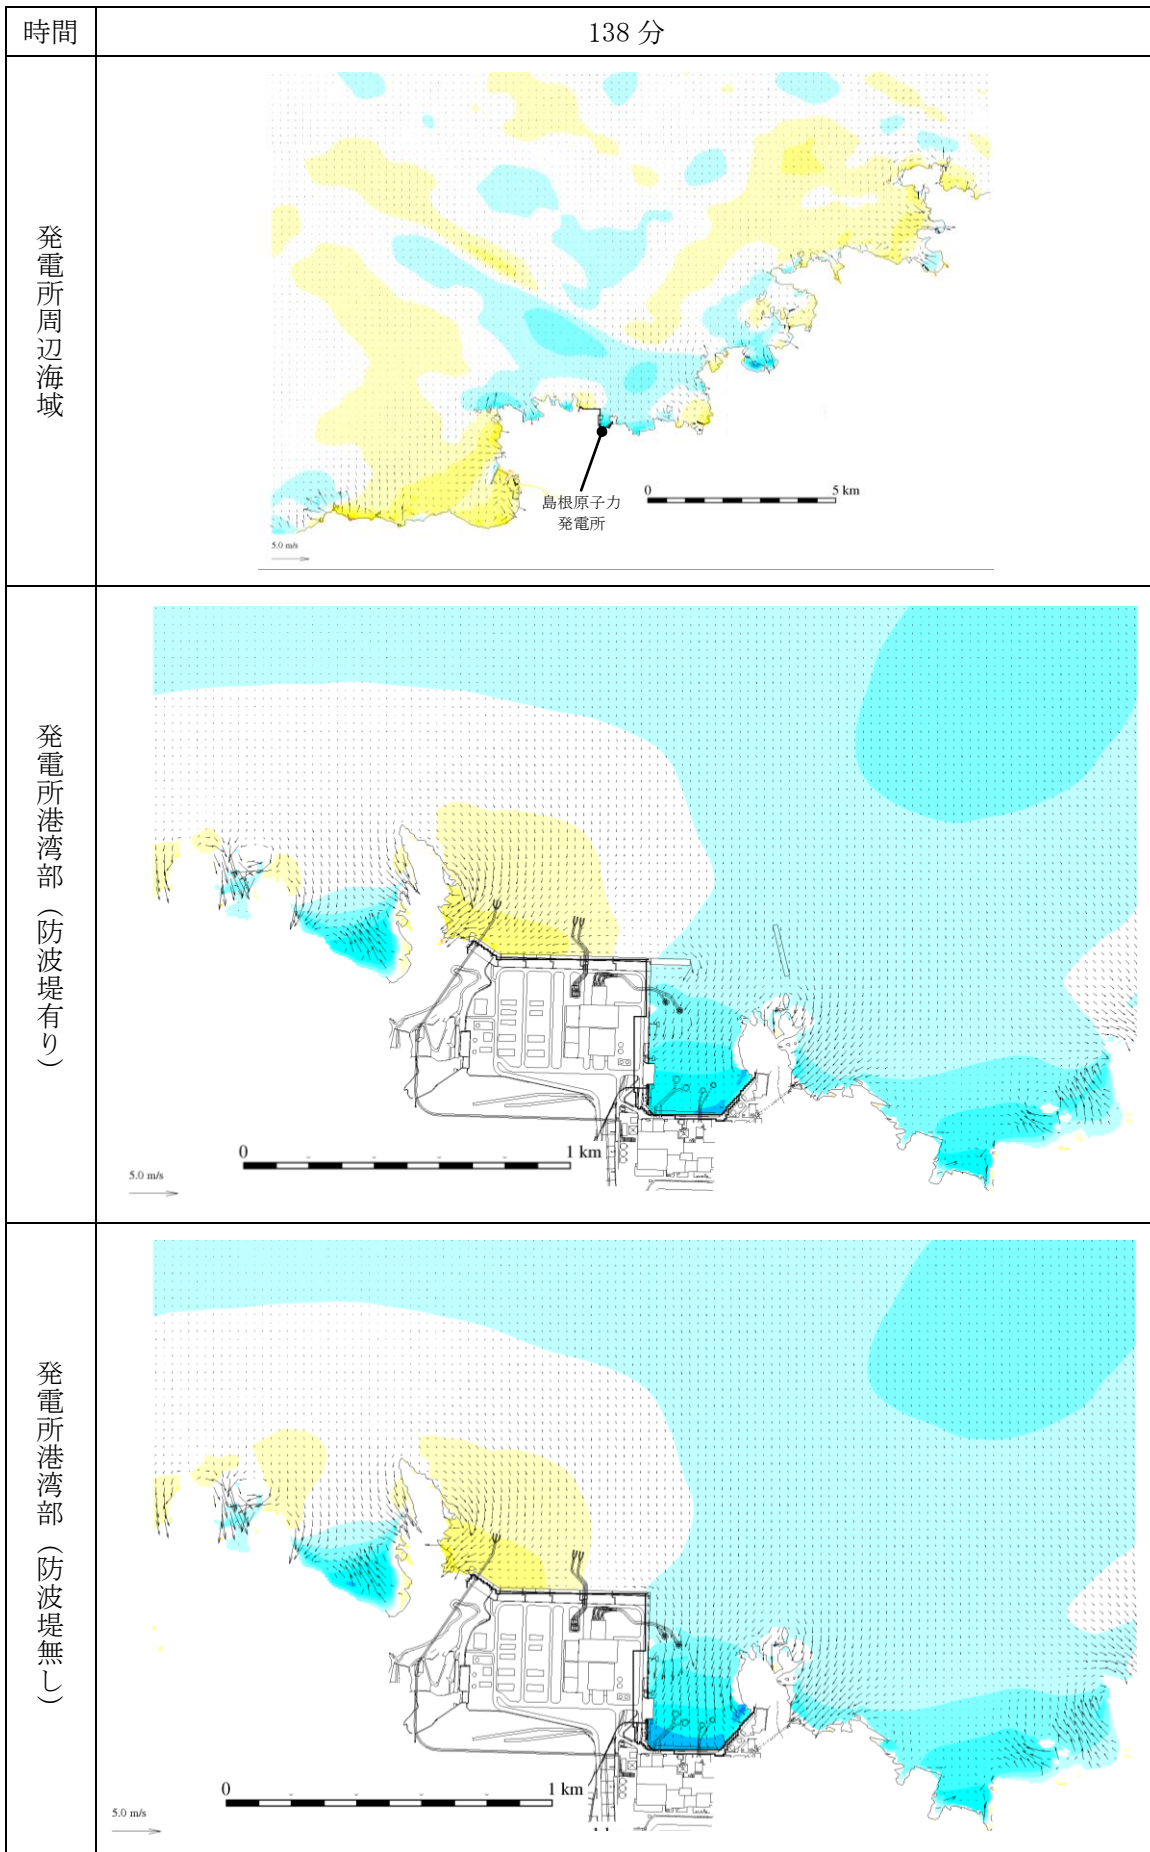 時間
138 分
発電所周辺海域
島根原子力
発電所
0
5 km
5.0 m/s
発電所港湾部（防波堤有り）
0
1 km
5.0 m/s
発電所港湾部（防波堤無し）
0
1 km
5.0 m/s